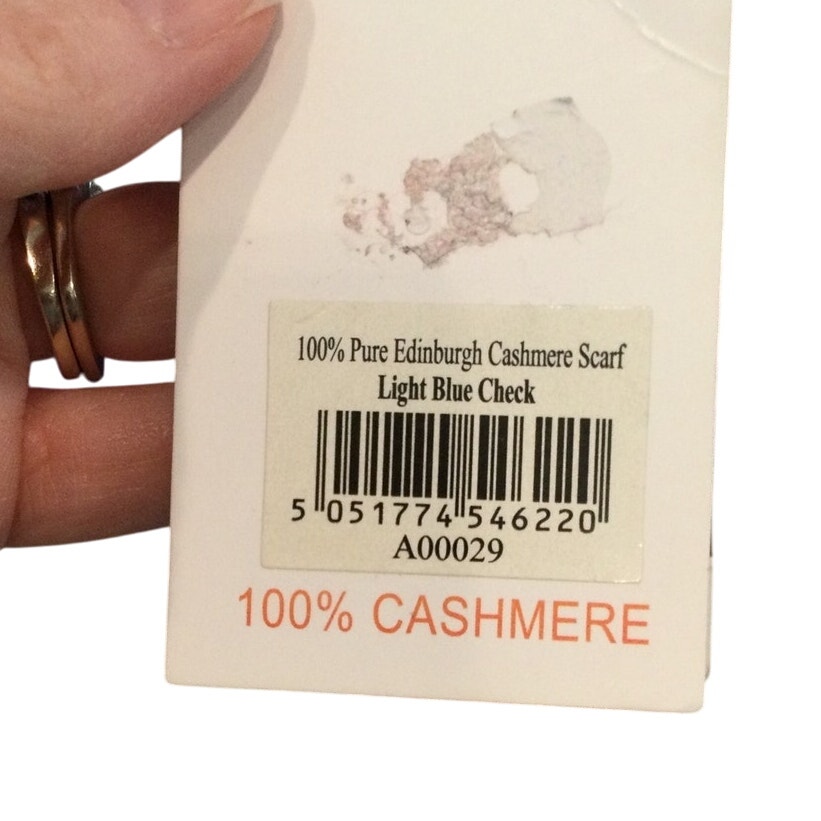 100% Pure Edinburgh Cashmere Scarf
Light Blue Check
5 051774 546220
A00029
100% CASHMERE